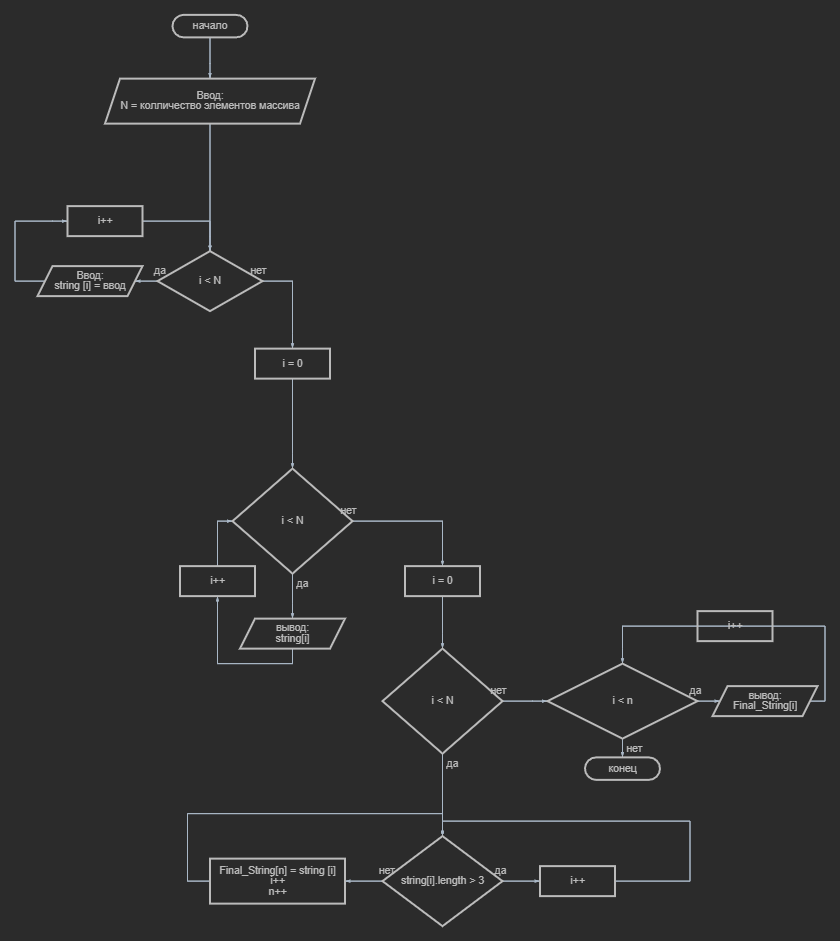 начало
Ввод:
N = колличество элементов массива
i++
да
нет
Ввод:
string [i] = ввод
i < N
i = 0
i < N
нет
i++
да
i = 0
вывод:
string[i]
i++
i < N
нет
i < n
да
вывод:
Final_String[i]
нет
конец
да
Final_String[n] = string [i]
i++
n++
нет
string[i].length > 3
да
i++